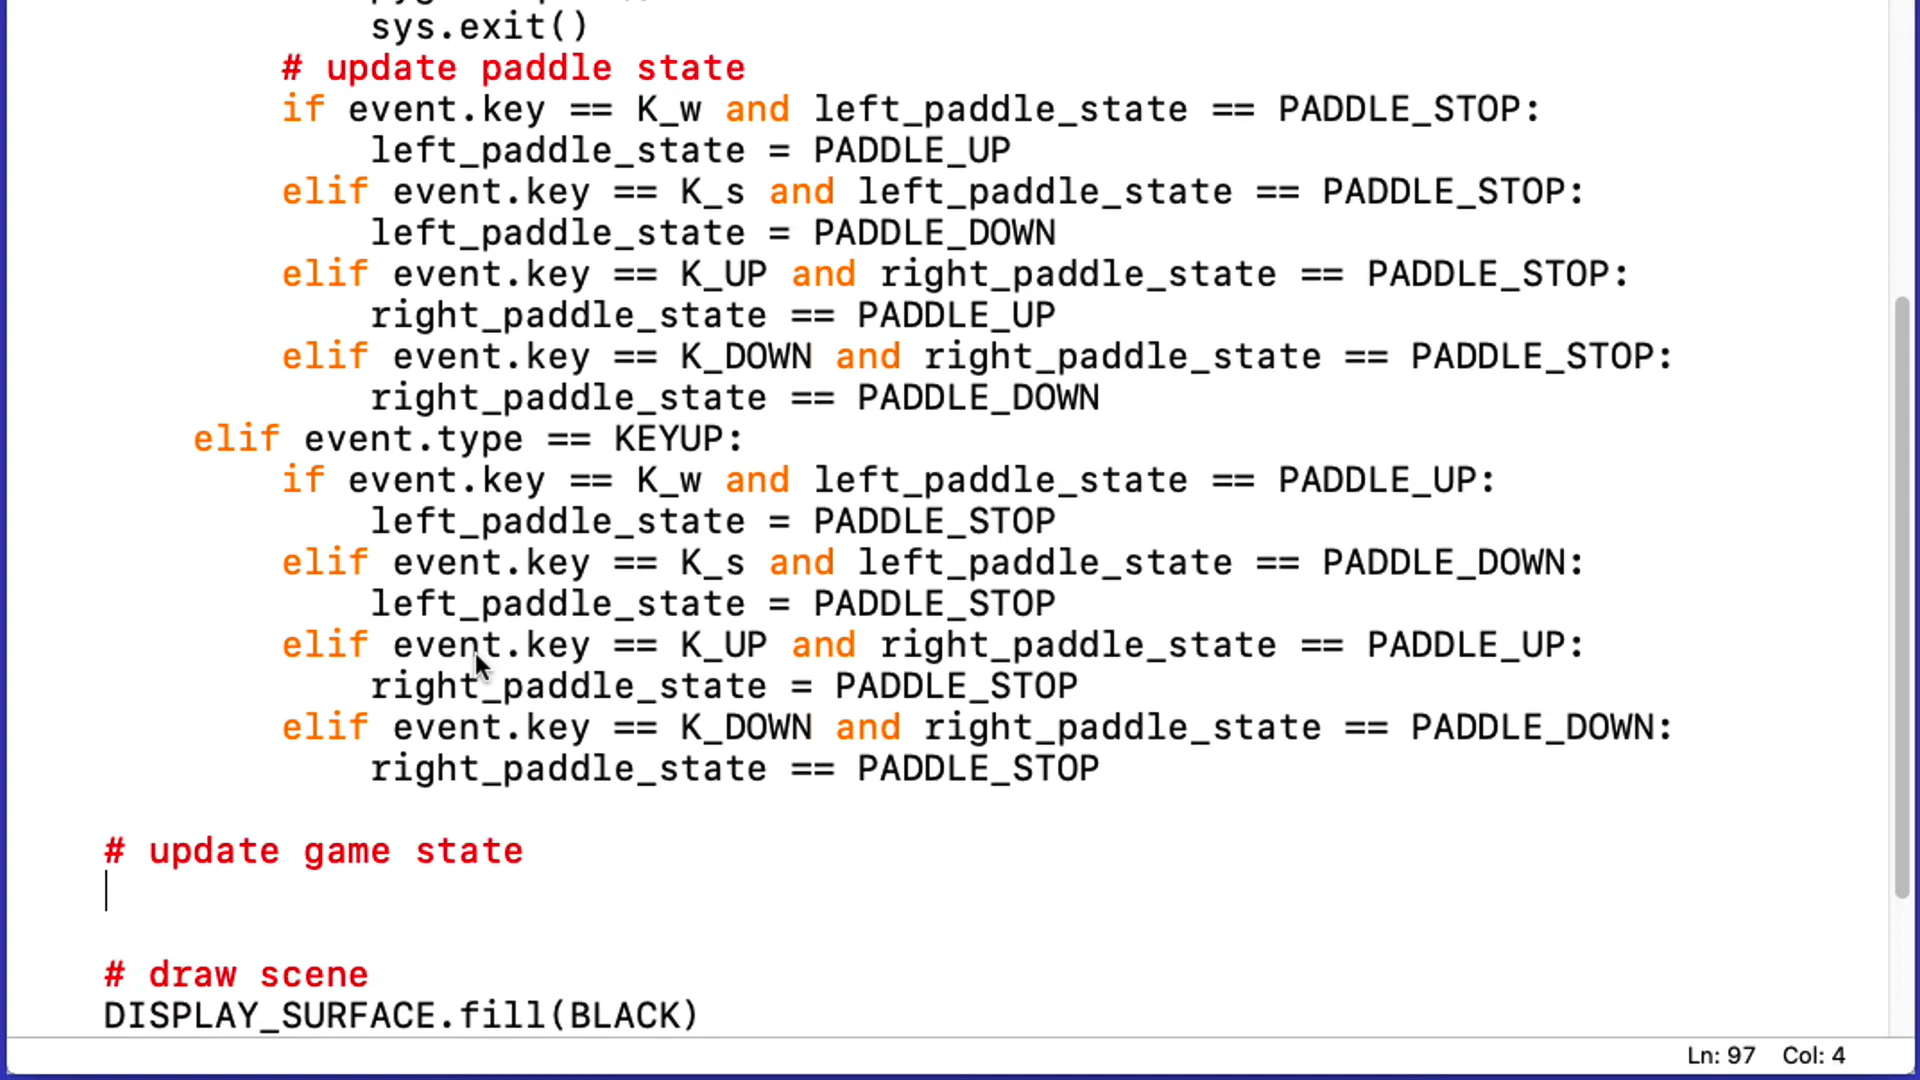 sys.exit()
# update paddle state
if event.key == K_w and left_paddle_state == PADDLE_STOP:
left_paddle_state = PADDLE_UP
elif event.key == K_s and left_paddle_state == PADDLE_STOP:
left_paddle_state = PADDLE_DOWN
elif event.key == K_UP and right_paddle_state == PADDLE_STOP:
right_paddle_state == PADDLE_UP
elif event.key == K_DOWN and right_paddle_state == PADDLE_STOP:
right_paddle_state == PADDLE_DOWN
elif event.type == KEYUP:
if event.key == K_w and left_paddle_state == PADDLE_UP:
left_paddle_state = PADDLE_STOP
elif event.key == K_s and left_paddle_state == PADDLE_DOWN:
left_paddle_state = PADDLE_STOP
elif event.key == K_UP and right_paddle_state == PADDLE_UP:
right_paddle_state = PADDLE_STOP
elif event.key == K_DOWN and right_paddle_state == PADDLE_DOWN:
right_paddle_state == PADDLE_STOP
# update game state
# draw scene
DISPLAY_SURFACE.fill(BLACK)
Ln: 97 Col: 4